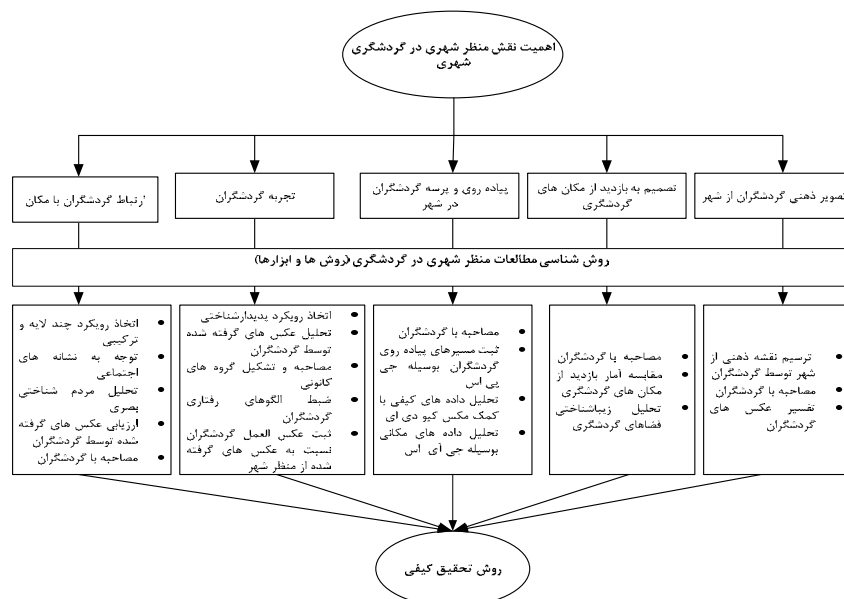 اهمیت نقش منظر شهری در گردشگری
شهری
تصویر ذهنی گردشگران از شهر
تصمیم به بازدید از مکان های
گردشگری
پیاده روی و پرسه گردشگران
در شهر
تجربه گردشگران
ارتباط گردشگران با مکان
روش شناسی مطالعات منظر شهری در گردشگری (روش ها و ابزارها)
• ترسیم نقشه ذهنی از
شهر توسط گردشگران
• مصاحبه با گردشگران
• تفسیر عکس های
گردشگران
• مصاحبه با گردشگران
• مقایسه آمار بازدید از
مکان های گردشگری
• تحلیل زیباشناختی
فضاهای گردشگری
• مصاحبه با گردشگران
• ثبت مسیرهای پیاده روی
گردشگران بوسیله جی
پی اس
• تحلیل داده های کیفی با
کمک مکس کیو دی ای
• تحلیل داده های مکانی
بوسیله جی آی اس
• اتخاذ رویکرد پدیدارشناختی
• تحلیل عکس های گرفته شده
توسط گردشگران
• مصاحبه و تشکیل گروه های
کانونی
• ضبط الگوهای رفتاری
گردشگران
• ثبت عکس العمل گردشگران
نسبت به عکس های گرفته
شده از منظر شهر
• اتخاذ رویکرد چند لایه و
ترکیبی
• توجه به نشانه های
اجتماعی
• تحلیل مردم شناختی
بصری
• ارزیابی عکس های گرفته
شده توسط گردشگران
• مصاحبه با گردشگران
روش تحقیق کیفی